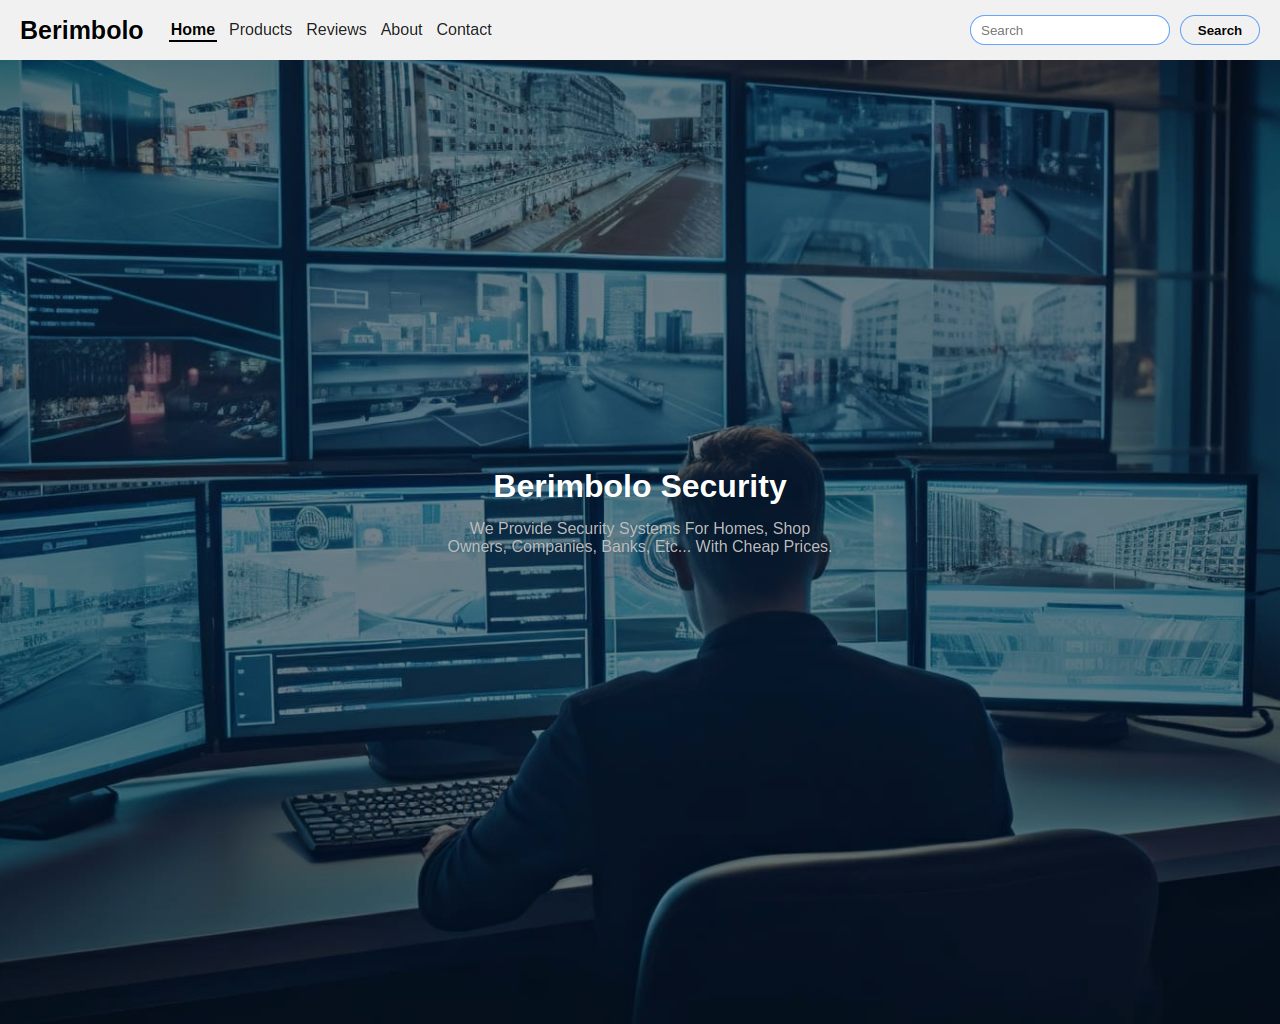 Berimbolo
Home Products Reviews About Contact
Search
Search
Berimbolo Security
We Provide Security Systems For Homes, Shop
Owners, Companies, Banks, Etc... With Cheap Prices.